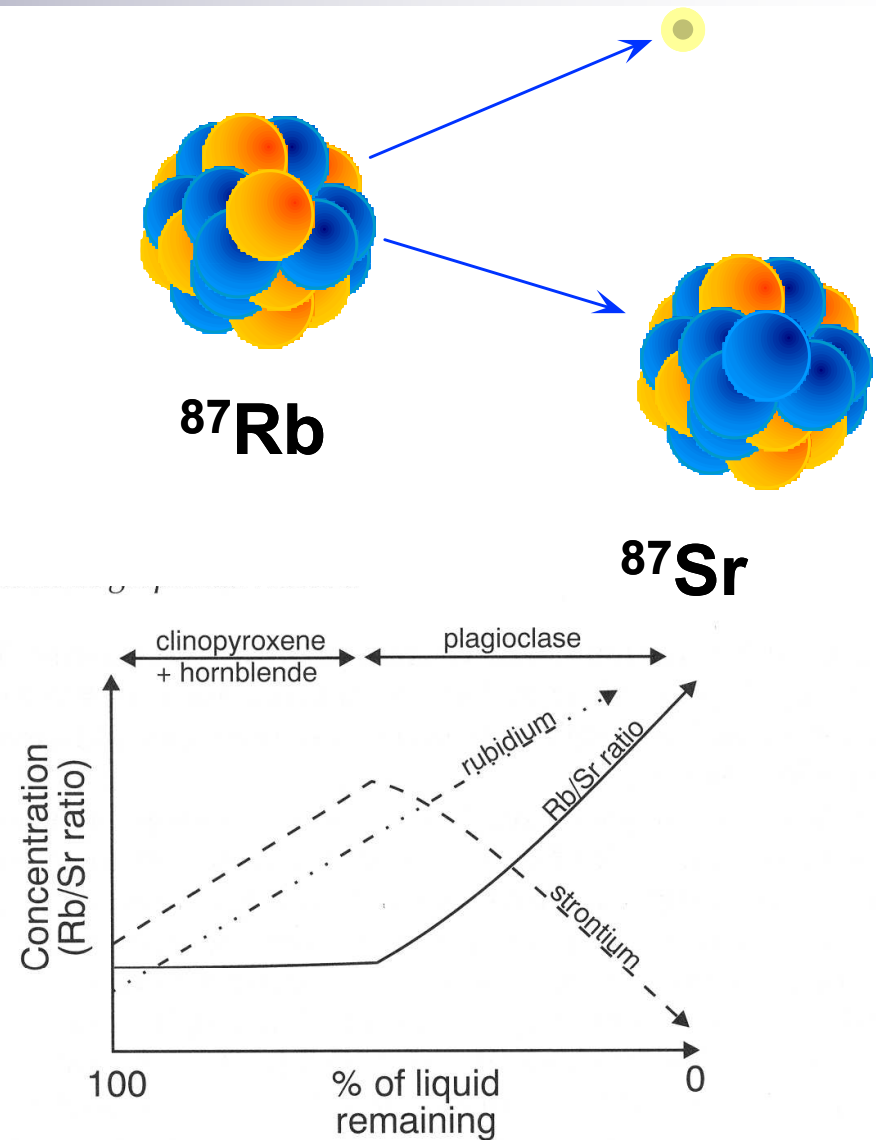 87Rb
87Sr
clinopyroxene
+ hornblende
plagioclase
rubidium
Rb/Sr ratio
strontium
Concentration
(Rb/Sr ratio)
100
% of liquid
remaining
0